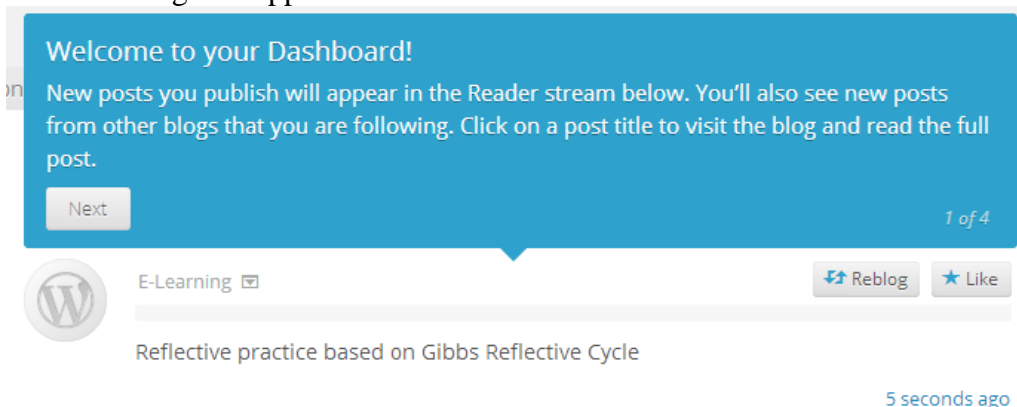 Welcome to your Dashboard!
New posts you publish will appear in the Reader stream below. You'll also see new posts
from other blogs that you are following. Click on a post title to visit the blog and read the full
post.
Next
1 of 4
E-Learning
Reblog
Like
Reflective practice based on Gibbs Reflective Cycle
5 seconds ago